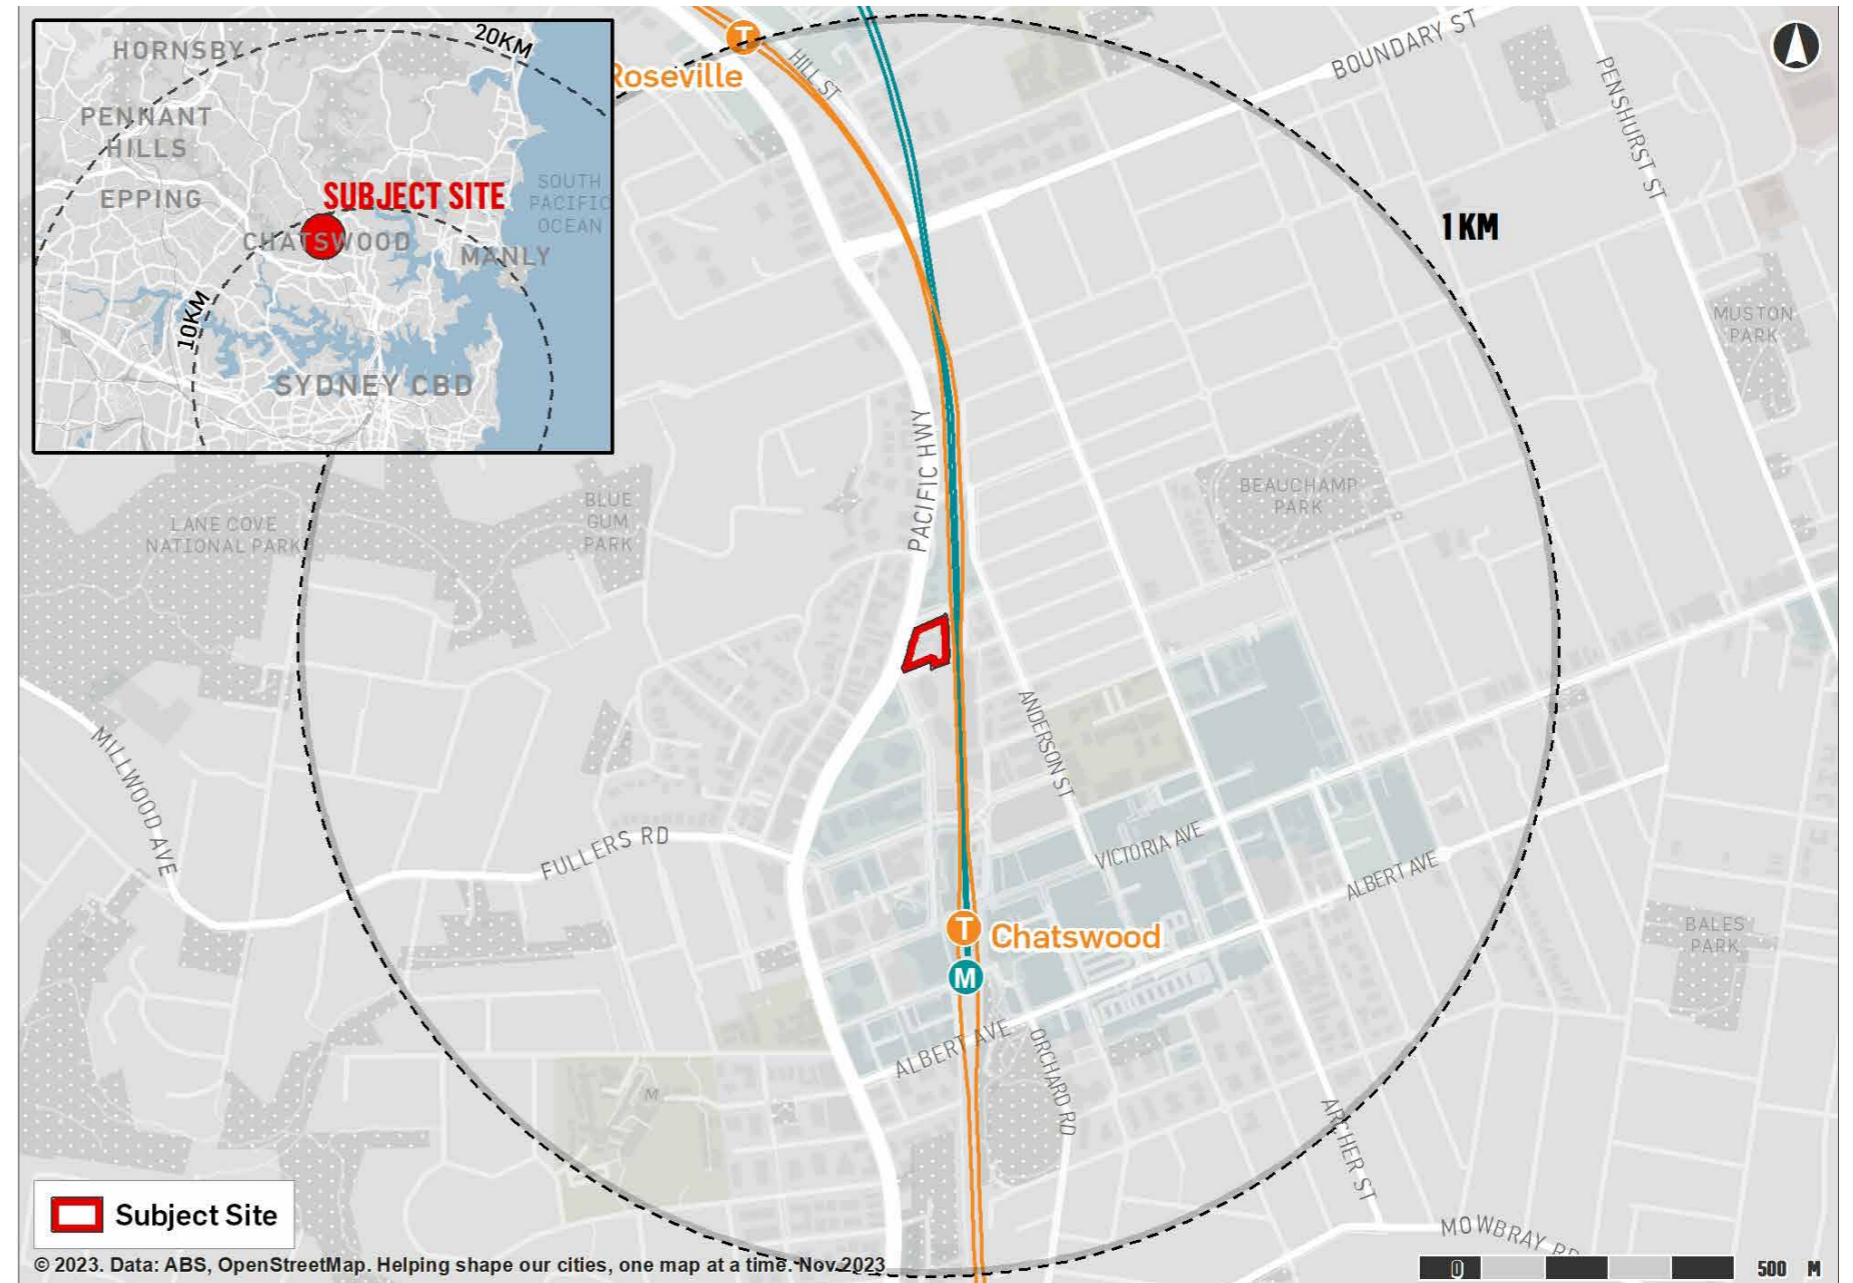 HORNSBY
20KM
PENNANT
HILLS
EPPING
SUBJECT SITE
SOUTH
PACIFIC
OCEAN
CHATSWOOD
MANLY
10KM
SYDNEY CBD
T
Roseville
HILL ST
BOUNDARY ST
PENSHURST ST
1 KM
MUSTON
PARK
PACIFIC HWY
BEAUCHAMP
PARK
BLUE
GUM
PARK
LANE COVE
NATIONAL PARK
ANDERSON ST
MILLWOOD AVE
FULLERS RD
VICTORIA AVE
ALBERT AVE
T
Chatswood
M
BALES
PARK
ALBERT AVE
ORCHARD RD
M
ARCHER ST
MOWBRAY RD
Subject Site
© 2023. Data: ABS, OpenStreetMap. Helping shape our cities, one map at a time. Nov.2023
0 500 M